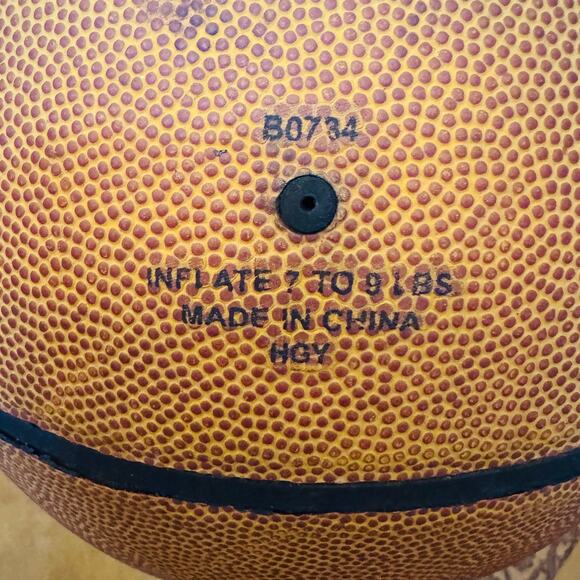 B0734
INFLATE 7 TO 9 LBS
MADE IN CHINA
HGY